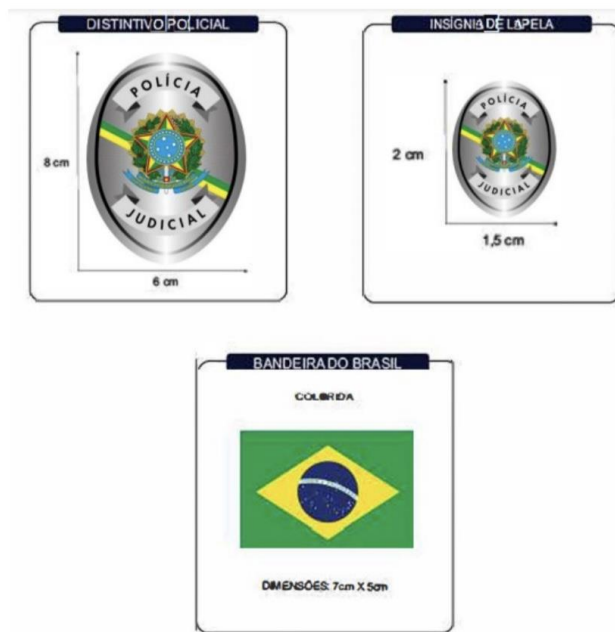 DISTINTIVO POLICIAL
POLÍCIA
JUDICIAL
8 cm
6 cm
INSÍGNIA DE LAPELA
POLÍCIA
JUDICIAL
2 cm
1,5 cm
BANDEIRA DO BRASIL
COLORIDA
DIMENSÕES: 7cm X 5cm